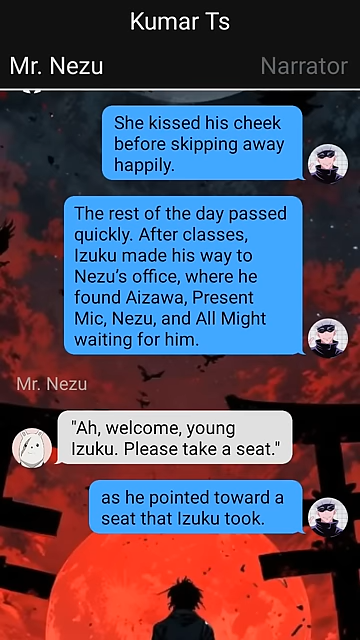 Kumar Ts
Mr. Nezu
Narrator
She kissed his cheek
before skipping away
happily.
The rest of the day passed
quickly. After classes,
Izuku made his way to
Nezu's office, where he
found Aizawa, Present
Mic, Nezu, and All Might
waiting for him.
Mr. Nezu
"Ah, welcome, young
Izuku. Please take a seat."
as he pointed toward a
seat that Izuku took.